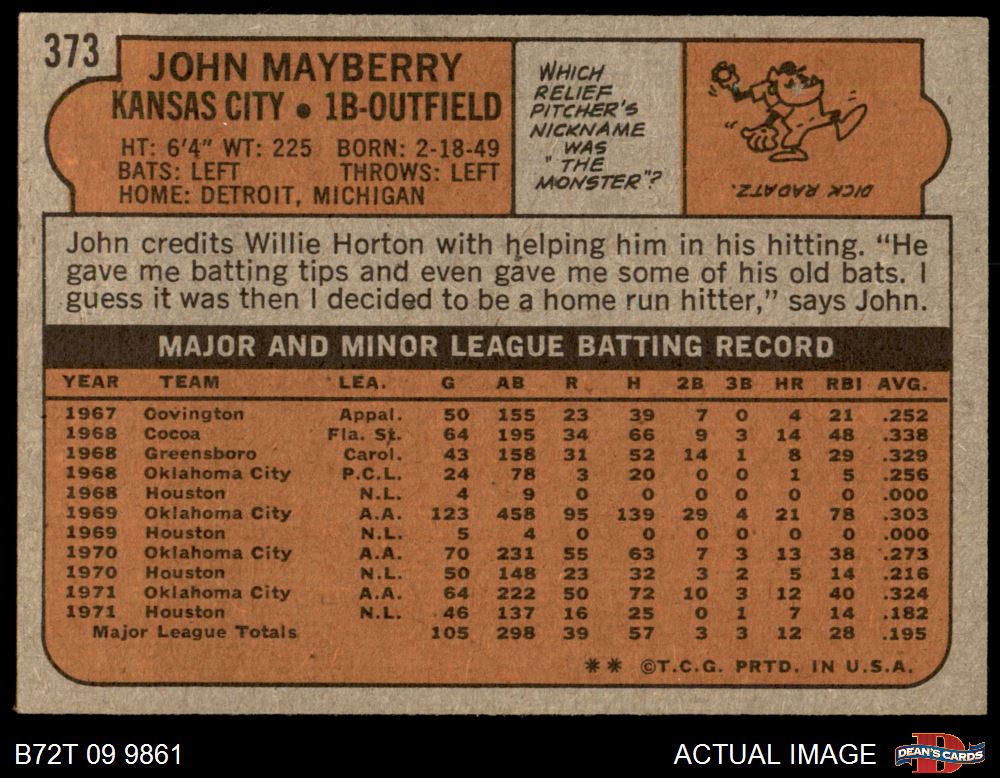 373
JOHN MAYBERRY
KANSAS CITY • 1B-OUTFIELD
HT: 6'4" WT: 225 BORN: 2-18-49
BATS: LEFT THROWS: LEFT
HOME: DETROIT, MICHIGAN
WHICH
RELIEF
PITCHER'S
NICKNAME
WAS
"THE
MONSTER"?
DICK RADATZ.
John credits Willie Horton with helping him in his hitting. “He
gave me batting tips and even gave me some of his old bats. I
guess it was then I decided to be a home run hitter,” says John.
MAJOR AND MINOR LEAGUE BATTING RECORD
YEAR TEAM LEA. G AB R H 2B 3B HR RBI AVG.
1967 Covington Appal. 50 155 23 39 7 0 4 21 .252
1968 Cocoa Fla. St. 64 195 34 66 9 3 14 48 .338
1968 Greensboro Carol. 43 158 31 52 14 1 8 29 .329
1968 Oklahoma City P.C.L. 24 78 3 20 0 0 1 5 .256
1968 Houston N.L. 4 9 0 0 0 0 0 0 .000
1969 Oklahoma City A.A. 123 458 95 139 29 4 21 78 .303
1969 Houston N.L. 5 4 0 0 0 0 0 0 .000
1970 Oklahoma City A.A. 70 231 55 63 7 3 13 38 .273
1970 Houston N.L. 50 148 23 32 3 2 5 14 .216
1971 Oklahoma City A.A. 64 222 50 72 10 3 12 40 .324
1971 Houston N.L. 46 137 16 25 0 1 7 14 .182
Major League Totals 105 298 39 57 3 3 12 28 .195
** ©T.C.G. PRTD. IN U.S.A.
B72T 09 9861
ACTUAL IMAGE
DEAN'S CARDS